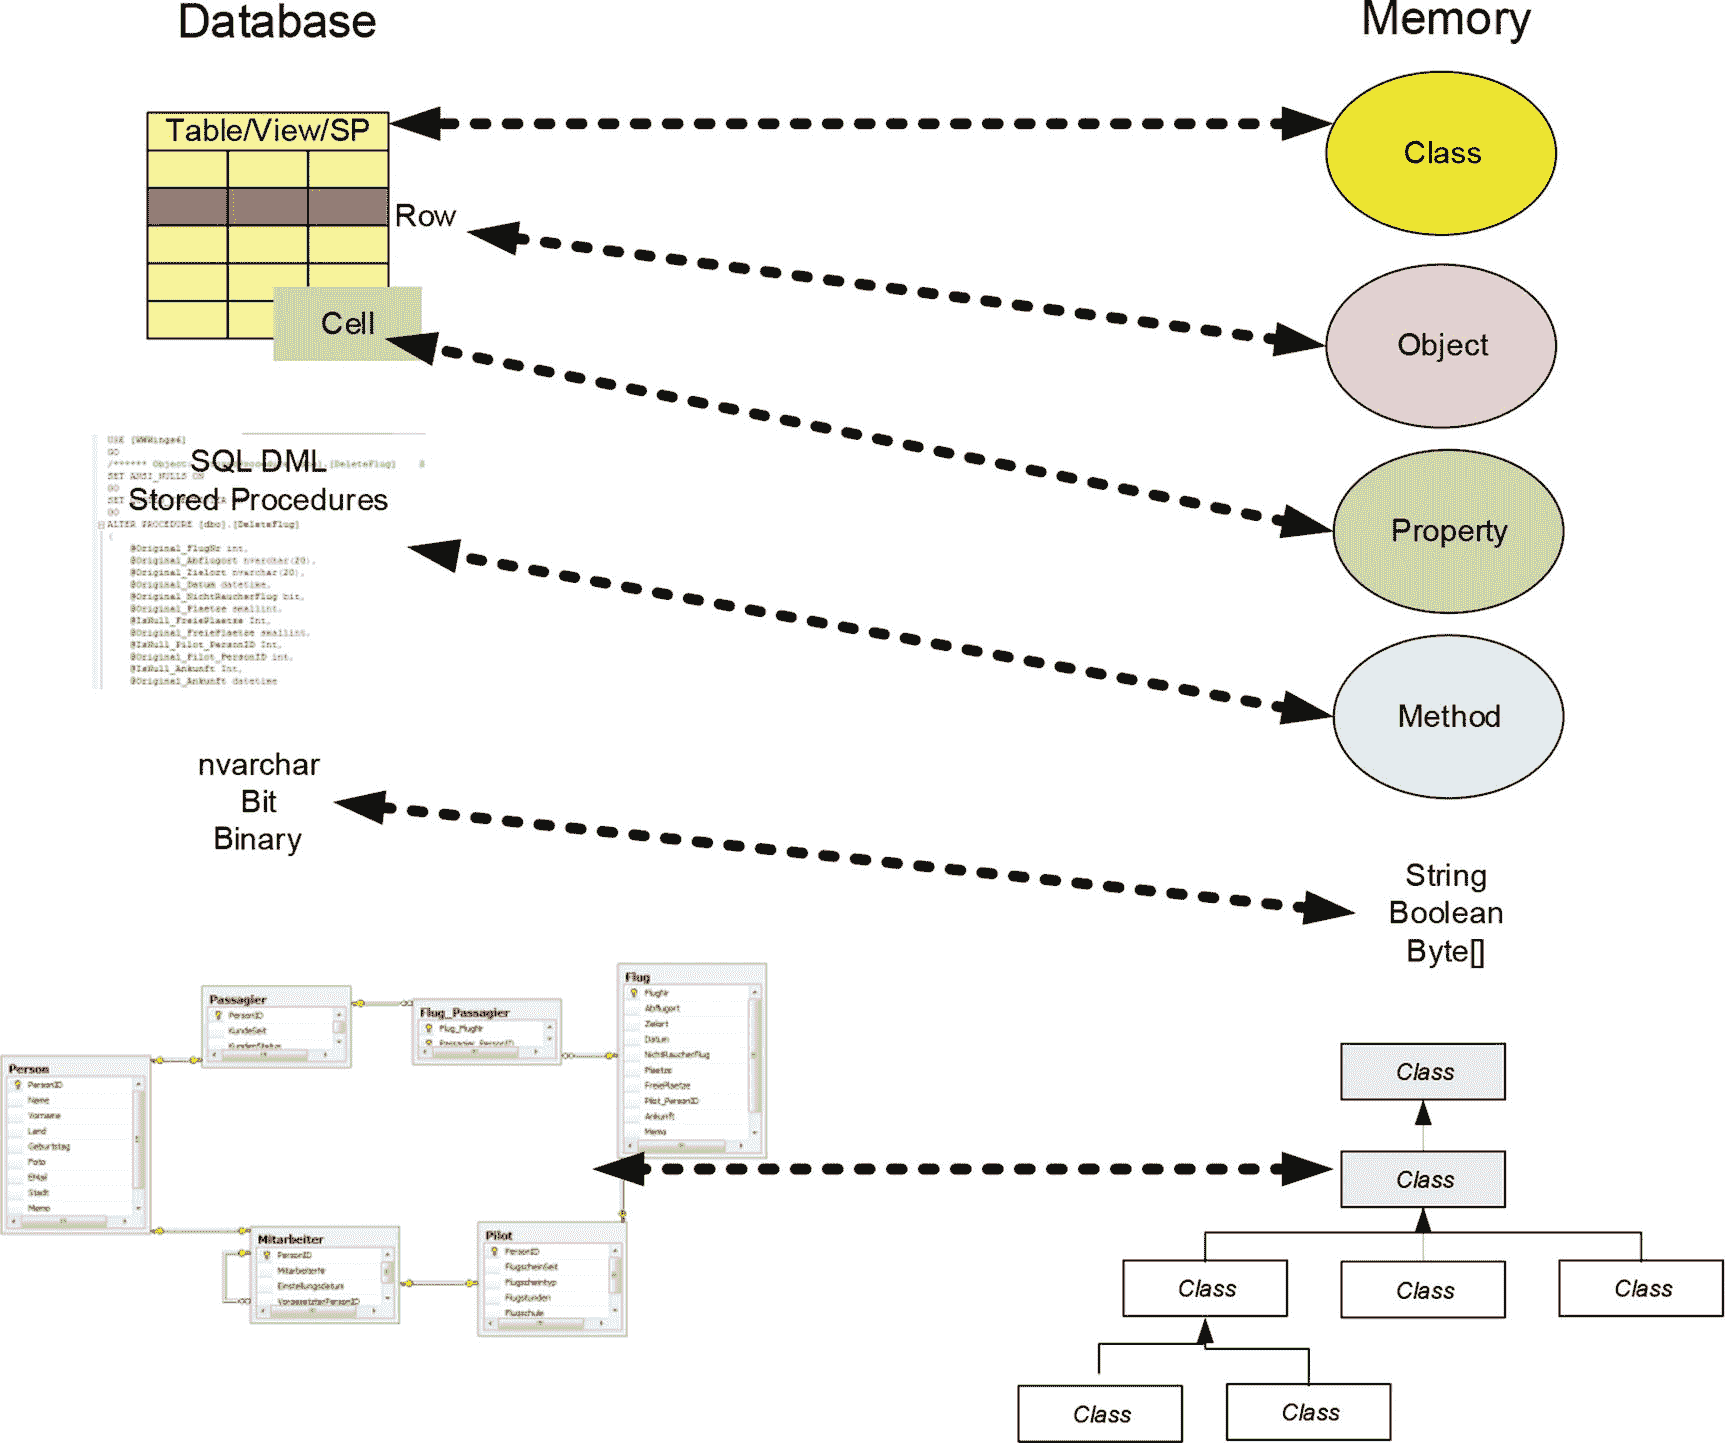 Database
Memory
Table/View/SP
Class
Row
Object
Cell
Property
USE [WWWings6]
GO
SQL DML
SET ANSI_NULLS ON
GO
Stored Procedures
GO
ALTER PROCEDURE [dbo].[DeleteFlug]
(
@Original_FlugNr int,
@Original_Abflugort nvarchar(20),
@Original_Zielort nvarchar(20),
@Original_Datum datetime,
@Original_NichtRaucherFlug bit,
@Original_Plaetze smallint,
@IsNull_FreiePlaetze Int,
@Original_FreiePlaetze smallint,
@IsNull_Pilot_PersonID Int,
@Original_Pilot_PersonID int,
@IsNull_Ankunft Int,
@Original_Ankunft datetime
Method
nvarchar
Bit
Binary
String
Boolean
Byte[]
Passagier
PersonID
KundeSeit
KundenStatus
Flug_Passagier
Flug_FlugNr
Passagier_PersonID
Flug
FlugNr
Abflugort
Zielort
Datum
NichtRaucherFlug
Plaetze
FreiePlaetze
Pilot_PersonID
Ankunft
Memo
Person
PersonID
Name
Vorname
Land
Geburtstag
Foto
EMail
Stadt
Memo
Mitarbeiter
PersonID
MitarbeiterNr
Einstellungsdatum
VorgesetzterPersonID
Pilot
PersonID
FlugscheinSeit
Flugscheintyp
Flugstunden
Flugschule
Class
Class
Class
Class
Class
Class
Class